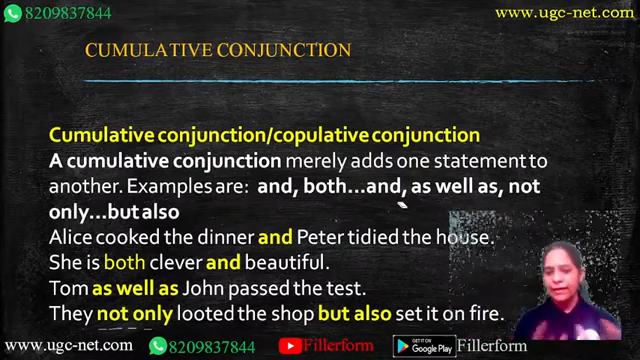 8209837844
www.ugc-net.com
CUMULATIVE CONJUNCTION
Cumulative conjunction/copulative conjunction
A cumulative conjunction merely adds one statement to
another. Examples are: and, both...and, as well as, not
only...but also
Alice cooked the dinner and Peter tidied the house.
She is both clever and beautiful.
Tom as well as John passed the test.
They not only looted the shop but also set it on fire.
www.ugc-net.com
8209837844
Fillerform
GET IT ON
Google Play
Fillerform